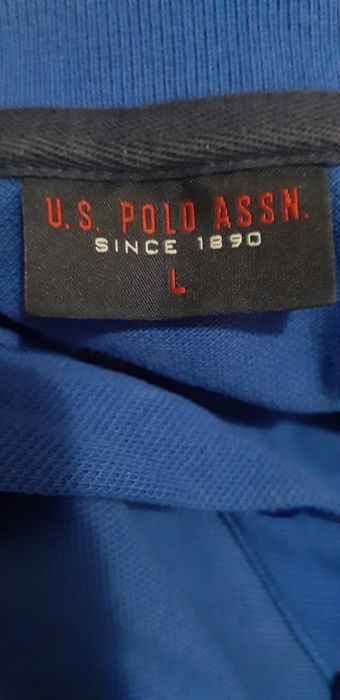 U.S. POLO ASSN.
SINCE 1890
L